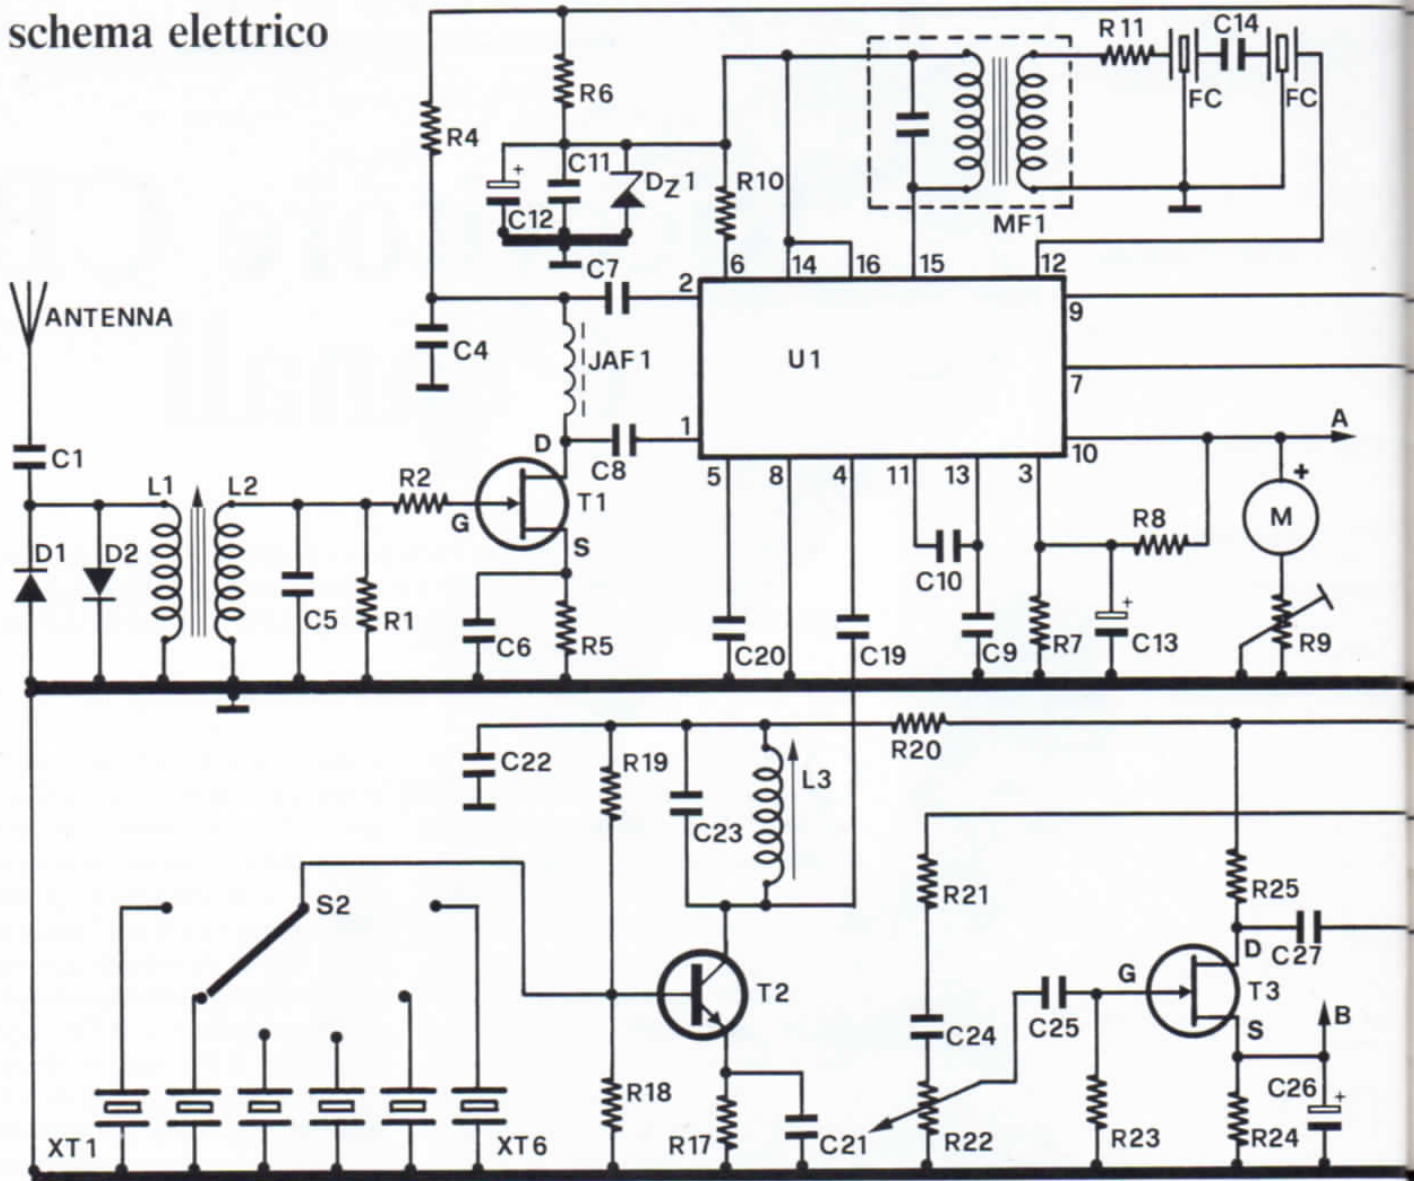 schema elettrico
R11 C14
R6
FC FC
R4
C11
+
DZ1 R10
C12
MF1
C7 6 14 16 15 12
2
9
ANTENNA
C4 JAF1 U1
7
A
D 1 10
C1 C8
5 8 4 11 13 3
+
L1 L2 R2
T1 M
G R8
D1 D2 S
C10
+
C5 R1
C6 R5 C20 C19 C9 R7 C13 R9
R20
C22 R19
L3
C23
R21 R25
S2
D C27
G
T2 T3
C25
S B
C24
C26
+
R18
XT1 XT6 R17 C21 R22 R23 R24